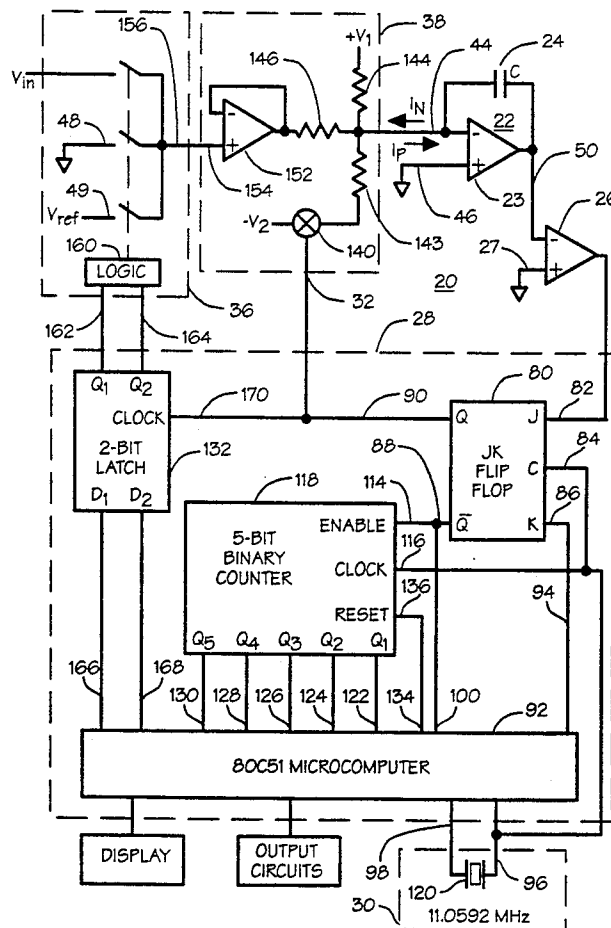 156
38
+V1
146
144
44
24
C
Vin
iN
22
iP
48
154
152
46
23
50
26
49
Vref
-V2
140
143
27
160
LOGIC
32
20
36
162
164
28
80
Q1 Q2
170
90
82
CLOCK
Q J
84
2-BIT
LATCH
132
118
88
114
JK
FLIP
FLOP
C
86
D1 D2
ENABLE
Q̄ K
5-BIT
BINARY
COUNTER
116
CLOCK
136
94
RESET
Q5 Q4 Q3 Q2 Q1
166
168
130
128
126
124
122
134
100
92
80C51 MICROCOMPUTER
DISPLAY
OUTPUT
CIRCUITS
98
120
96
30
11.0592 MHz